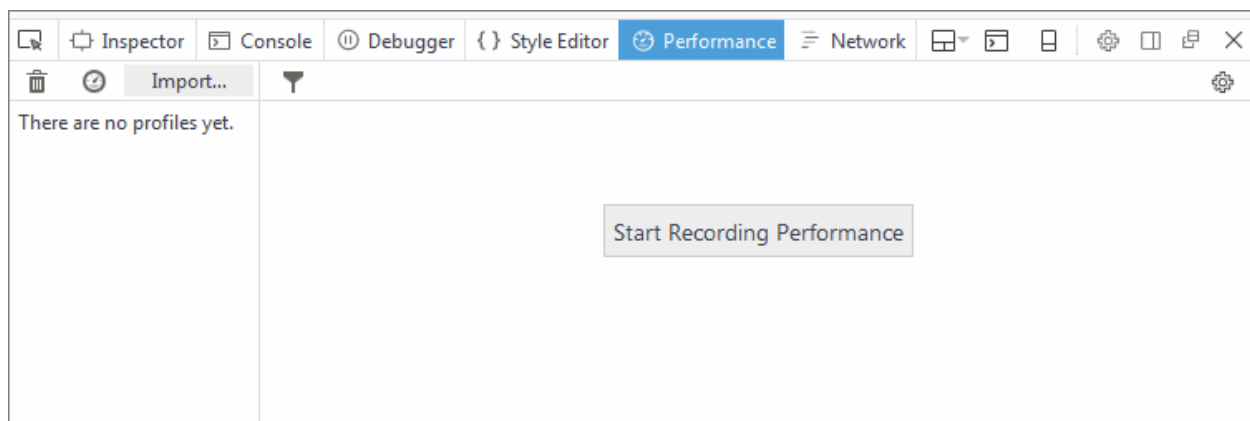 Inspector Console Debugger { } Style Editor Performance Network
Import...
There are no profiles yet.
Start Recording Performance